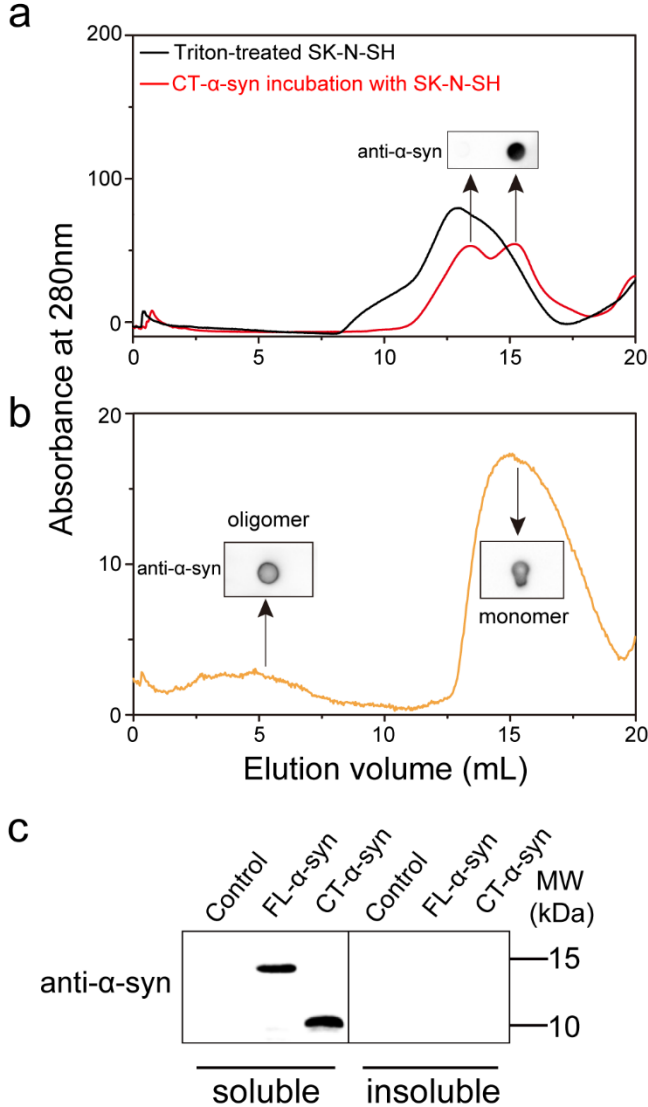 a
200
Triton-treated SK-N-SH
CT-α-syn incubation with SK-N-SH
anti-α-syn
100
0
0 5 10 15 20
Absorbance at 280nm
b
20
oligomer
anti-α-syn
10
monomer
0
0 5 10 15 20
Elution volume (mL)
c
Control FL-α-syn CT-α-syn Control FL-α-syn CT-α-syn MW
(kDa)
15
anti-α-syn
10
soluble insoluble